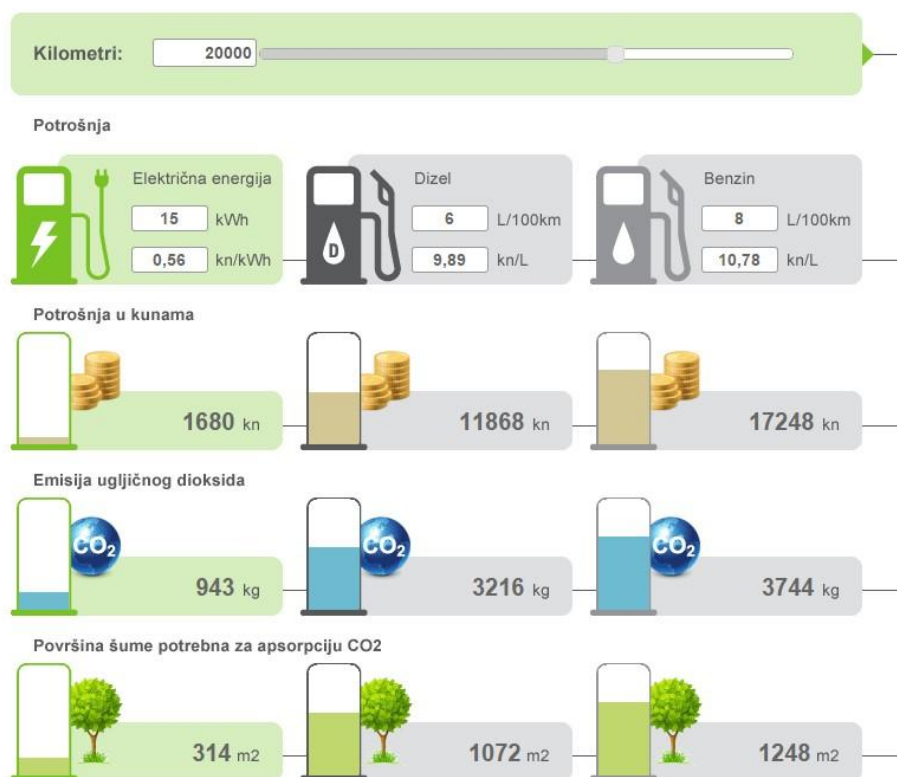 Kilometri: 20000
Potrošnja
Električna energija
15 kWh
0,56 kn/kWh
Dizel
D
6 L/100km
9,89 kn/L
Benzin
8 L/100km
10,78 kn/L
Potrošnja u kunama
1680 kn
11868 kn
17248 kn
Emisija ugljičnog dioksida
CO2
943 kg
CO2
3216 kg
CO2
3744 kg
Površina šume potrebna za apsorpciju CO2
314 m2
1072 m2
1248 m2